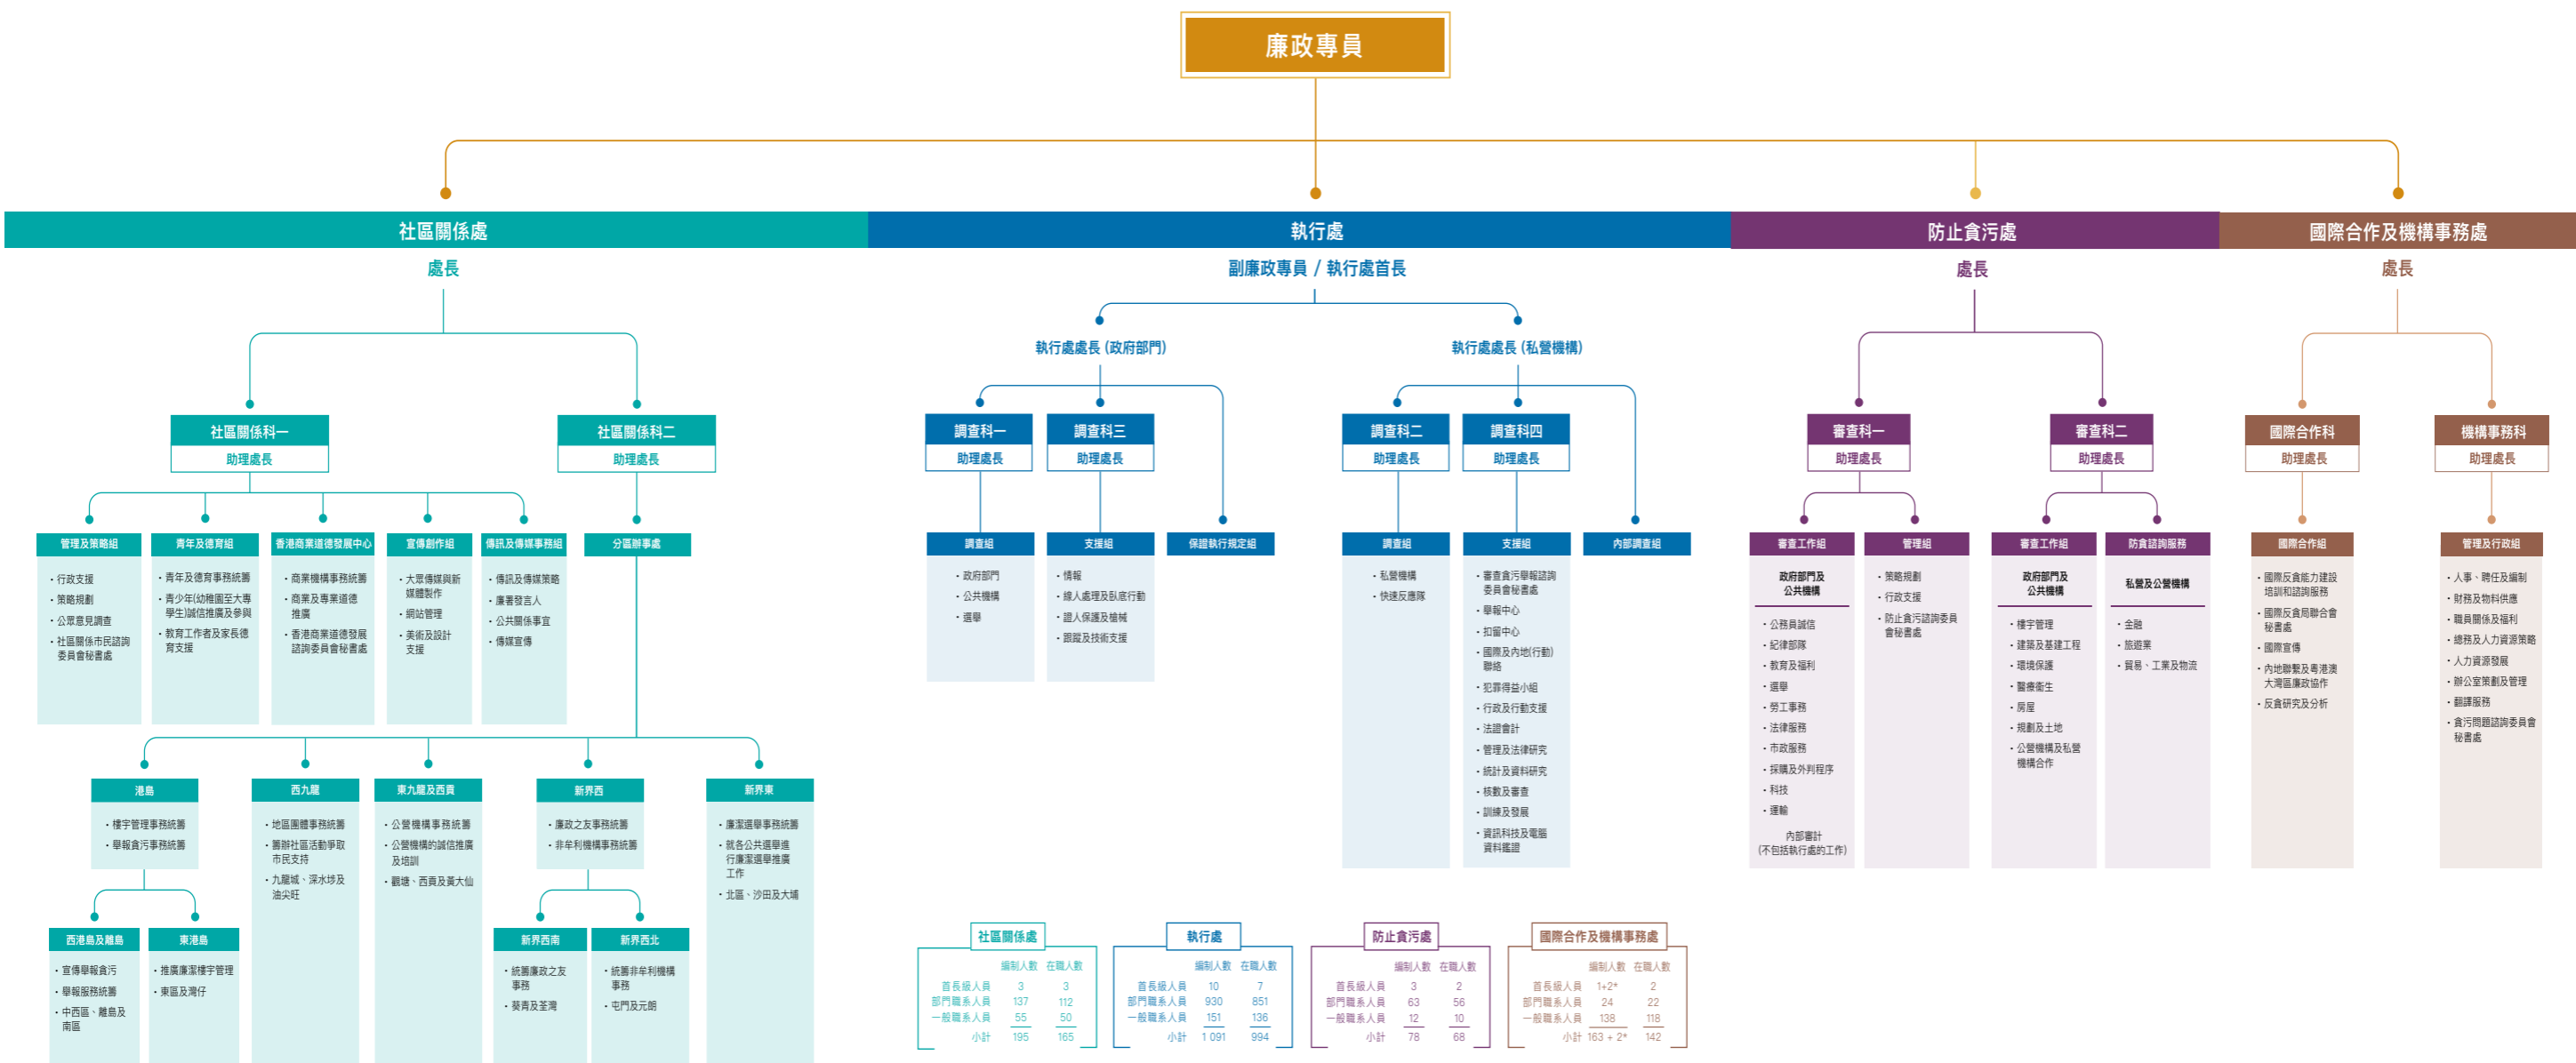 廉政專員
社區關係處
處長
社區關係科一
助理處長
管理及策略組
・行政支援
・策略規劃
・公眾意見調查
・社區關係市民諮詢
委員會秘書處
青年及德育組
・青年及德育事務統籌
・青少年(幼稚園至大專
學生)誠信推廣及參與
・教育工作者及家長德
育支援
香港商業道德發展中心
・商業機構事務統籌
・商業及專業道德
推廣
・香港商業道德發展
諮詢委員會秘書處
宣傳創作組
・大眾傳媒與新
媒體製作
・網站管理
・美術及設計
支援
傳訊及傳媒事務組
・傳訊及傳媒策略
・廉署發言人
・公共關係事宜
・傳媒宣傳
社區關係科二
助理處長
分區辦事處
港島
・樓宇管理事務統籌
・舉報貪污事務統籌
西港島及離島
・宣傳舉報貪污
・舉報服務統籌
・中西區、離島及
南區
東港島
・推廣廉潔樓宇管理
・東區及灣仔
西九龍
・地區團體事務統籌
・籌辦社區活動爭取
市民支持
・九龍城、深水埗及
油尖旺
東九龍及西貢
・公營機構事務統籌
・公營機構的誠信推廣
及培訓
・觀塘、西貢及黃大仙
新界西
・廉政之友事務統籌
・非牟利機構事務統籌
新界西南
・統籌廉政之友
事務
・葵青及荃灣
新界西北
・統籌非牟利機構
事務
・屯門及元朗
新界東
・廉潔選舉事務統籌
・就各公共選舉進
行廉潔選舉推廣
工作
・北區、沙田及大埔
執行處
副廉政專員 / 執行處首長
執行處處長 (政府部門)
調查科一
助理處長
調查組
・政府部門
・公共機構
・選舉
調查科三
助理處長
支援組
・情報
・線人處理及臥底行動
・證人保護及槍械
・跟蹤及技術支援
保證執行規定組
執行處處長 (私營機構)
調查科二
助理處長
調查組
・私營機構
・快速反應隊
調查科四
助理處長
支援組
・審查貪污舉報諮詢
委員會秘書處
・舉報中心
・扣留中心
・國際及內地(行動)
聯絡
・犯罪得益小組
・行政及行動支援
・法證會計
・管理及法律研究
・統計及資料研究
・核數及審查
・訓練及發展
・資訊科技及電腦
資料鑑證
內部調查組
防止貪污處
處長
審查科一
助理處長
審查工作組
政府部門及
公共機構
・公務員誠信
・紀律部隊
・教育及福利
・選舉
・勞工事務
・法律服務
・市政服務
・採購及外判程序
・科技
・運輸
內部審計
(不包括執行處的工作)
管理組
・策略規劃
・行政支援
・防止貪污諮詢委員
會秘書處
審查科二
助理處長
審查工作組
政府部門及
公共機構
・樓宇管理
・建築及基建工程
・環境保護
・醫療衞生
・房屋
・規劃及土地
・公營機構及私營
機構合作
防貪諮詢服務
私營及公營機構
・金融
・旅遊業
・貿易、工業及物流
國際合作及機構事務處
處長
國際合作科
助理處長
國際合作組
・國際反貪能力建設
培訓和諮詢服務
・國際反貪局聯合會
秘書處
・國際宣傳
・內地聯繫及粵港澳
大灣區廉政協作
・反貪研究及分析
機構事務科
助理處長
管理及行政組
・人事、聘任及編制
・財務及物料供應
・職員關係及福利
・總務及人力資源策略
・人力資源發展
・辦公室策劃及管理
・翻譯服務
・貪污問題諮詢委員會
秘書處
社區關係處
編制人數 在職人數
首長級人員 3 3
部門職系人員 137 112
一般職系人員 55 50
小計 195 165
執行處
編制人數 在職人數
首長級人員 10 7
部門職系人員 930 851
一般職系人員 151 136
小計 1 091 994
防止貪污處
編制人數 在職人數
首長級人員 3 2
部門職系人員 63 56
一般職系人員 12 10
小計 78 68
國際合作及機構事務處
編制人數 在職人數
首長級人員 1+2* 2
部門職系人員 24 22
一般職系人員 138 118
小計 163 + 2* 142